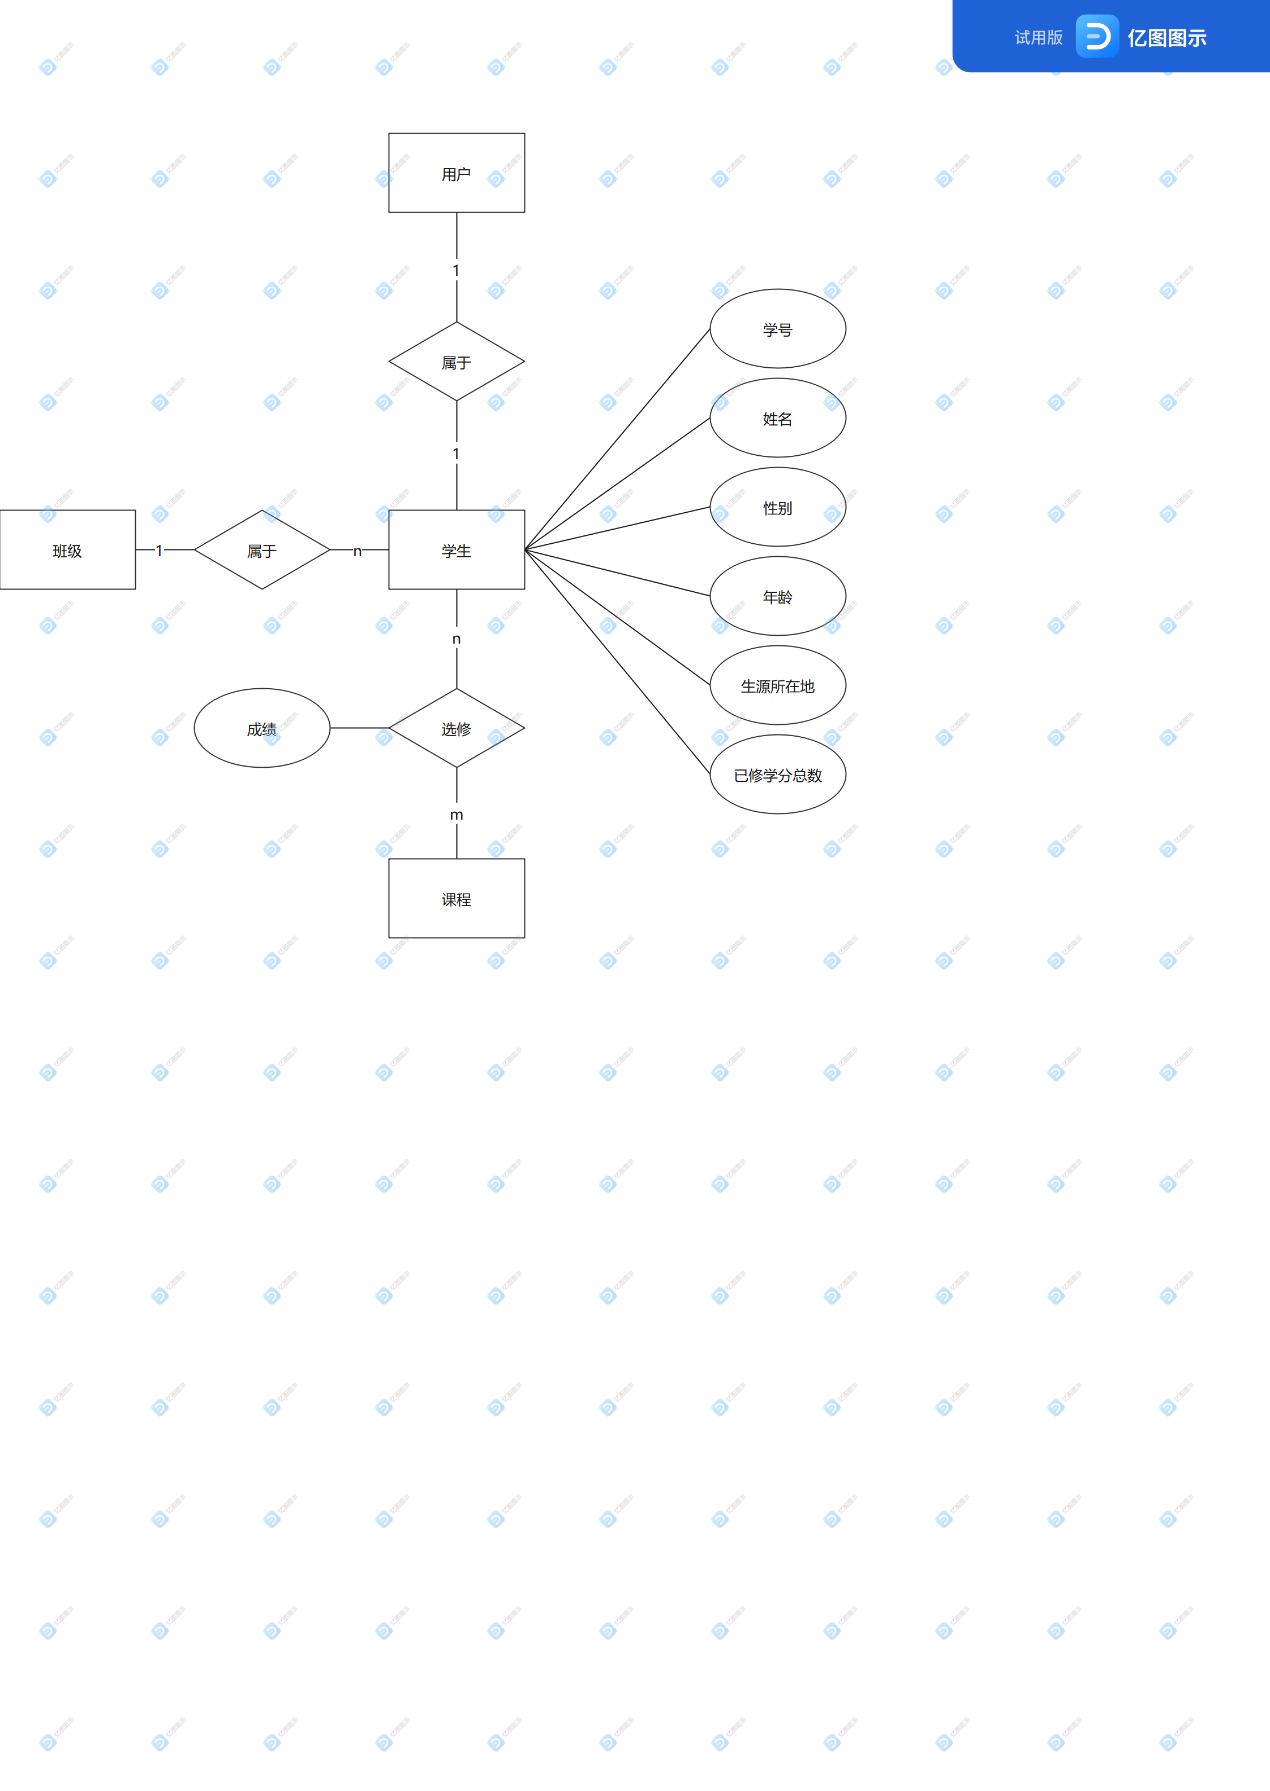 试用版 亿图图示
用户
1
属于
1
学号
姓名
性别
年龄
生源所在地
已修学分总数
班级
1
属于
n
学生
n
成绩
选修
m
课程